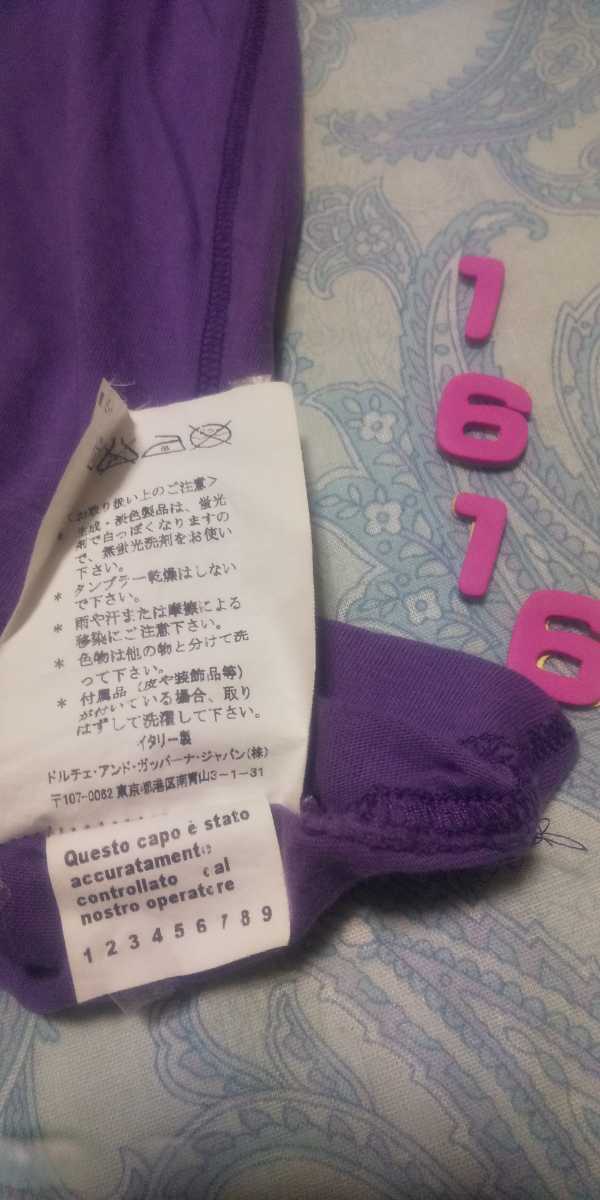 〈お取り扱い上のご注意〉
* 生成・淡色製品は、蛍光
剤で白っぽくなりますの
で、無蛍光洗剤をお使い
下さい。
* タンブラー乾燥はしない
で下さい。
* 雨や汗または摩擦による
移染にご注意下さい。
* 色物は他の物と分けて洗
って下さい。
* 付属品（皮や装飾品等）
がついている場合、取り
はずして洗濯して下さい。
イタリー製
ドルチェ・アンド・ガッバーナ・ジャパン(株)
〒107-0062 東京都港区南青山3-1-31
Questo capo è stato
accuratamente
controllato dal
nostro operatore
1 2 3 4 5 6 7 8 9
1
6
1
6